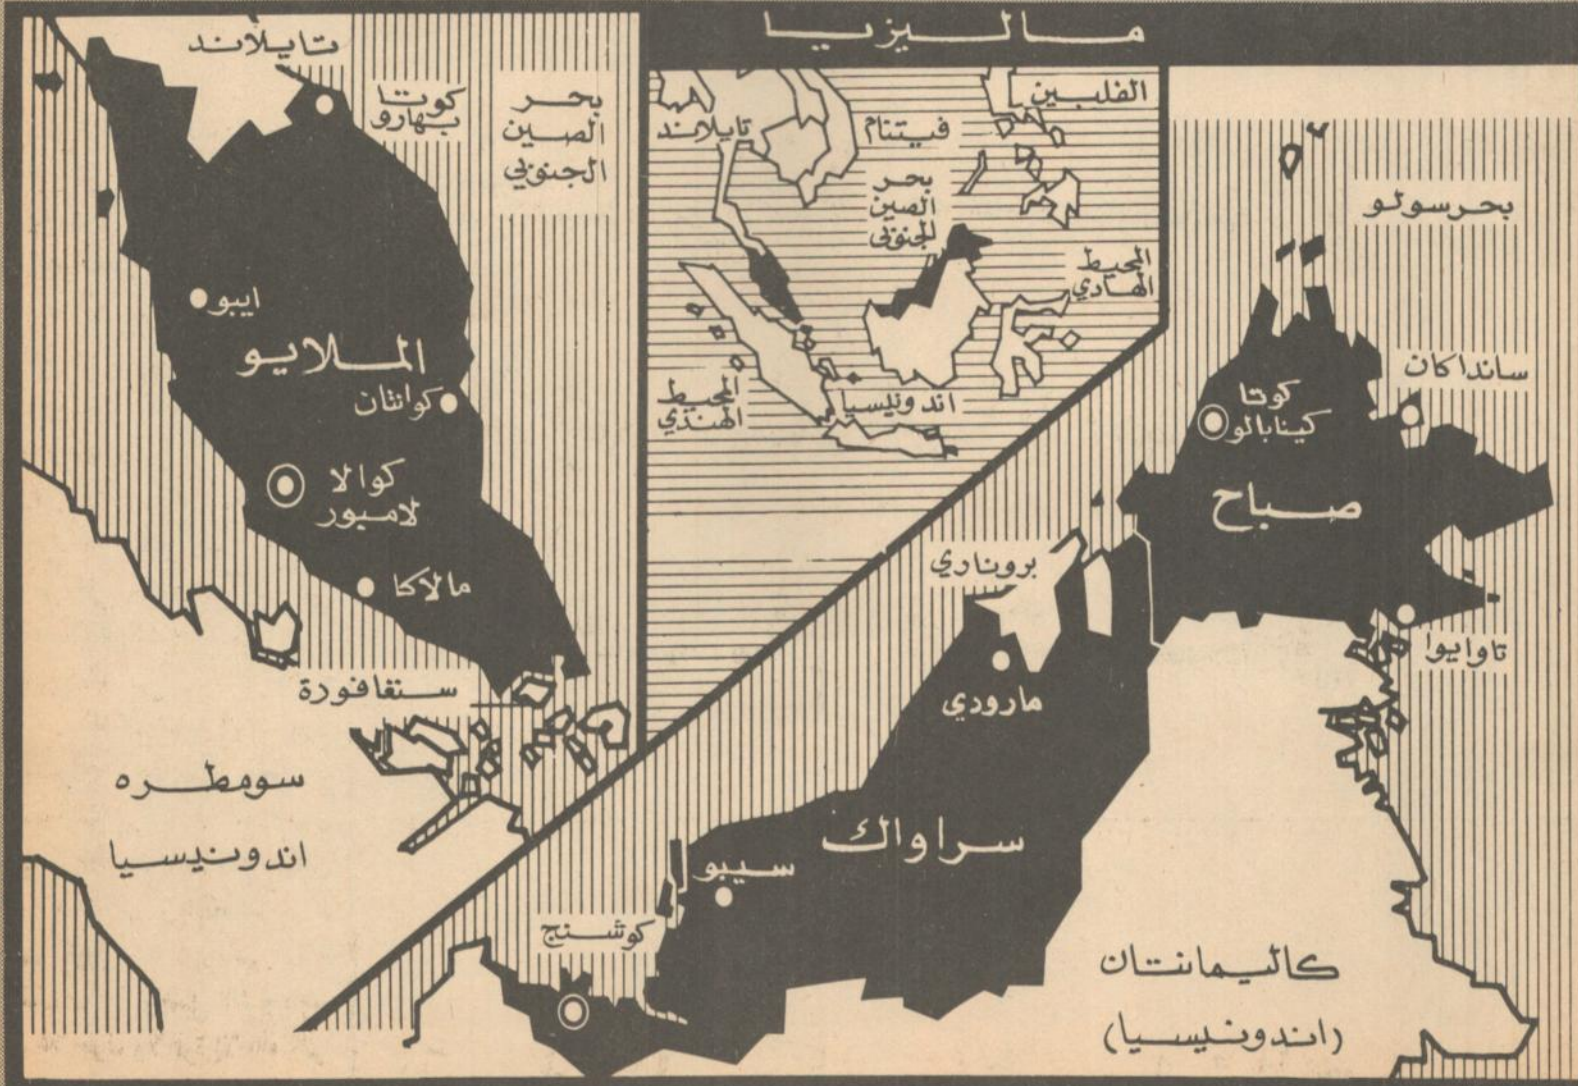 ماليزيا
تايلاند
كوتا
بهارو
بحر
الصين
الجنوبي
ايبو
الملايو
كوانتان
كوالا
لامبور
مالاكا
سنغافورة
سومطره
اندونيسيا
تايلاند
فيتنام
الفلبين
بحر
الصين
الجنوبي
المحيط
الهادي
المحيط
الهندي
اندونيسيا
بحر سولو
سانداكان
كوتا
كينابالو
صباح
بروناري
تاوايوا
مارودي
سراواك
سيبو
كوتشنج
كاليمانتان
(اندونيسيا)